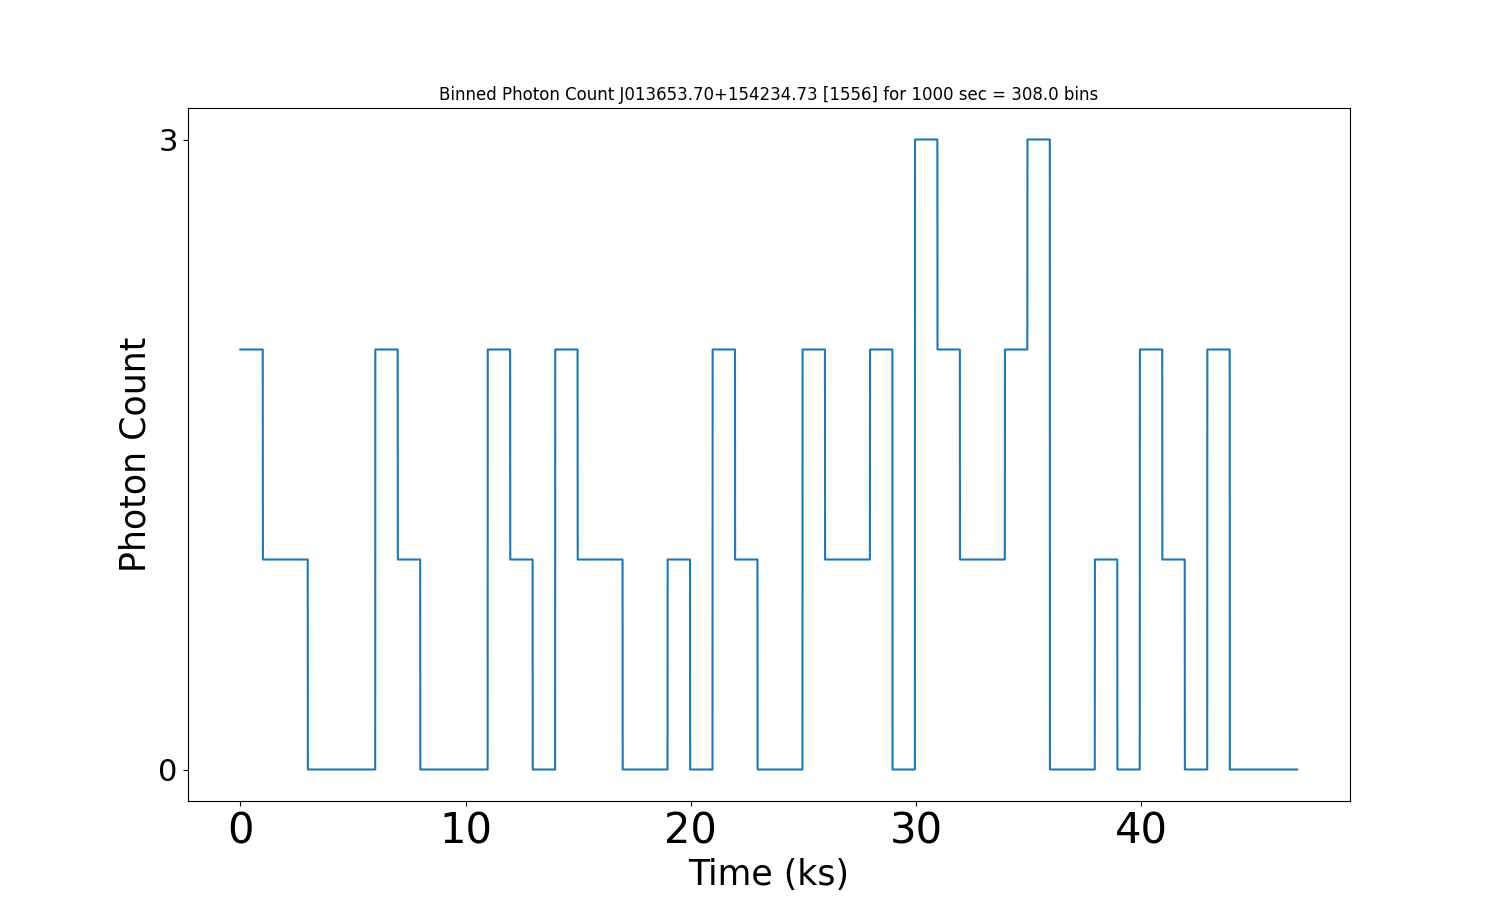 Binned Photon Count J013653.70+154234.73 [1556] for 1000 sec = 308.0 bins
3
Photon Count
0
0 10 20 30 40
Time (ks)